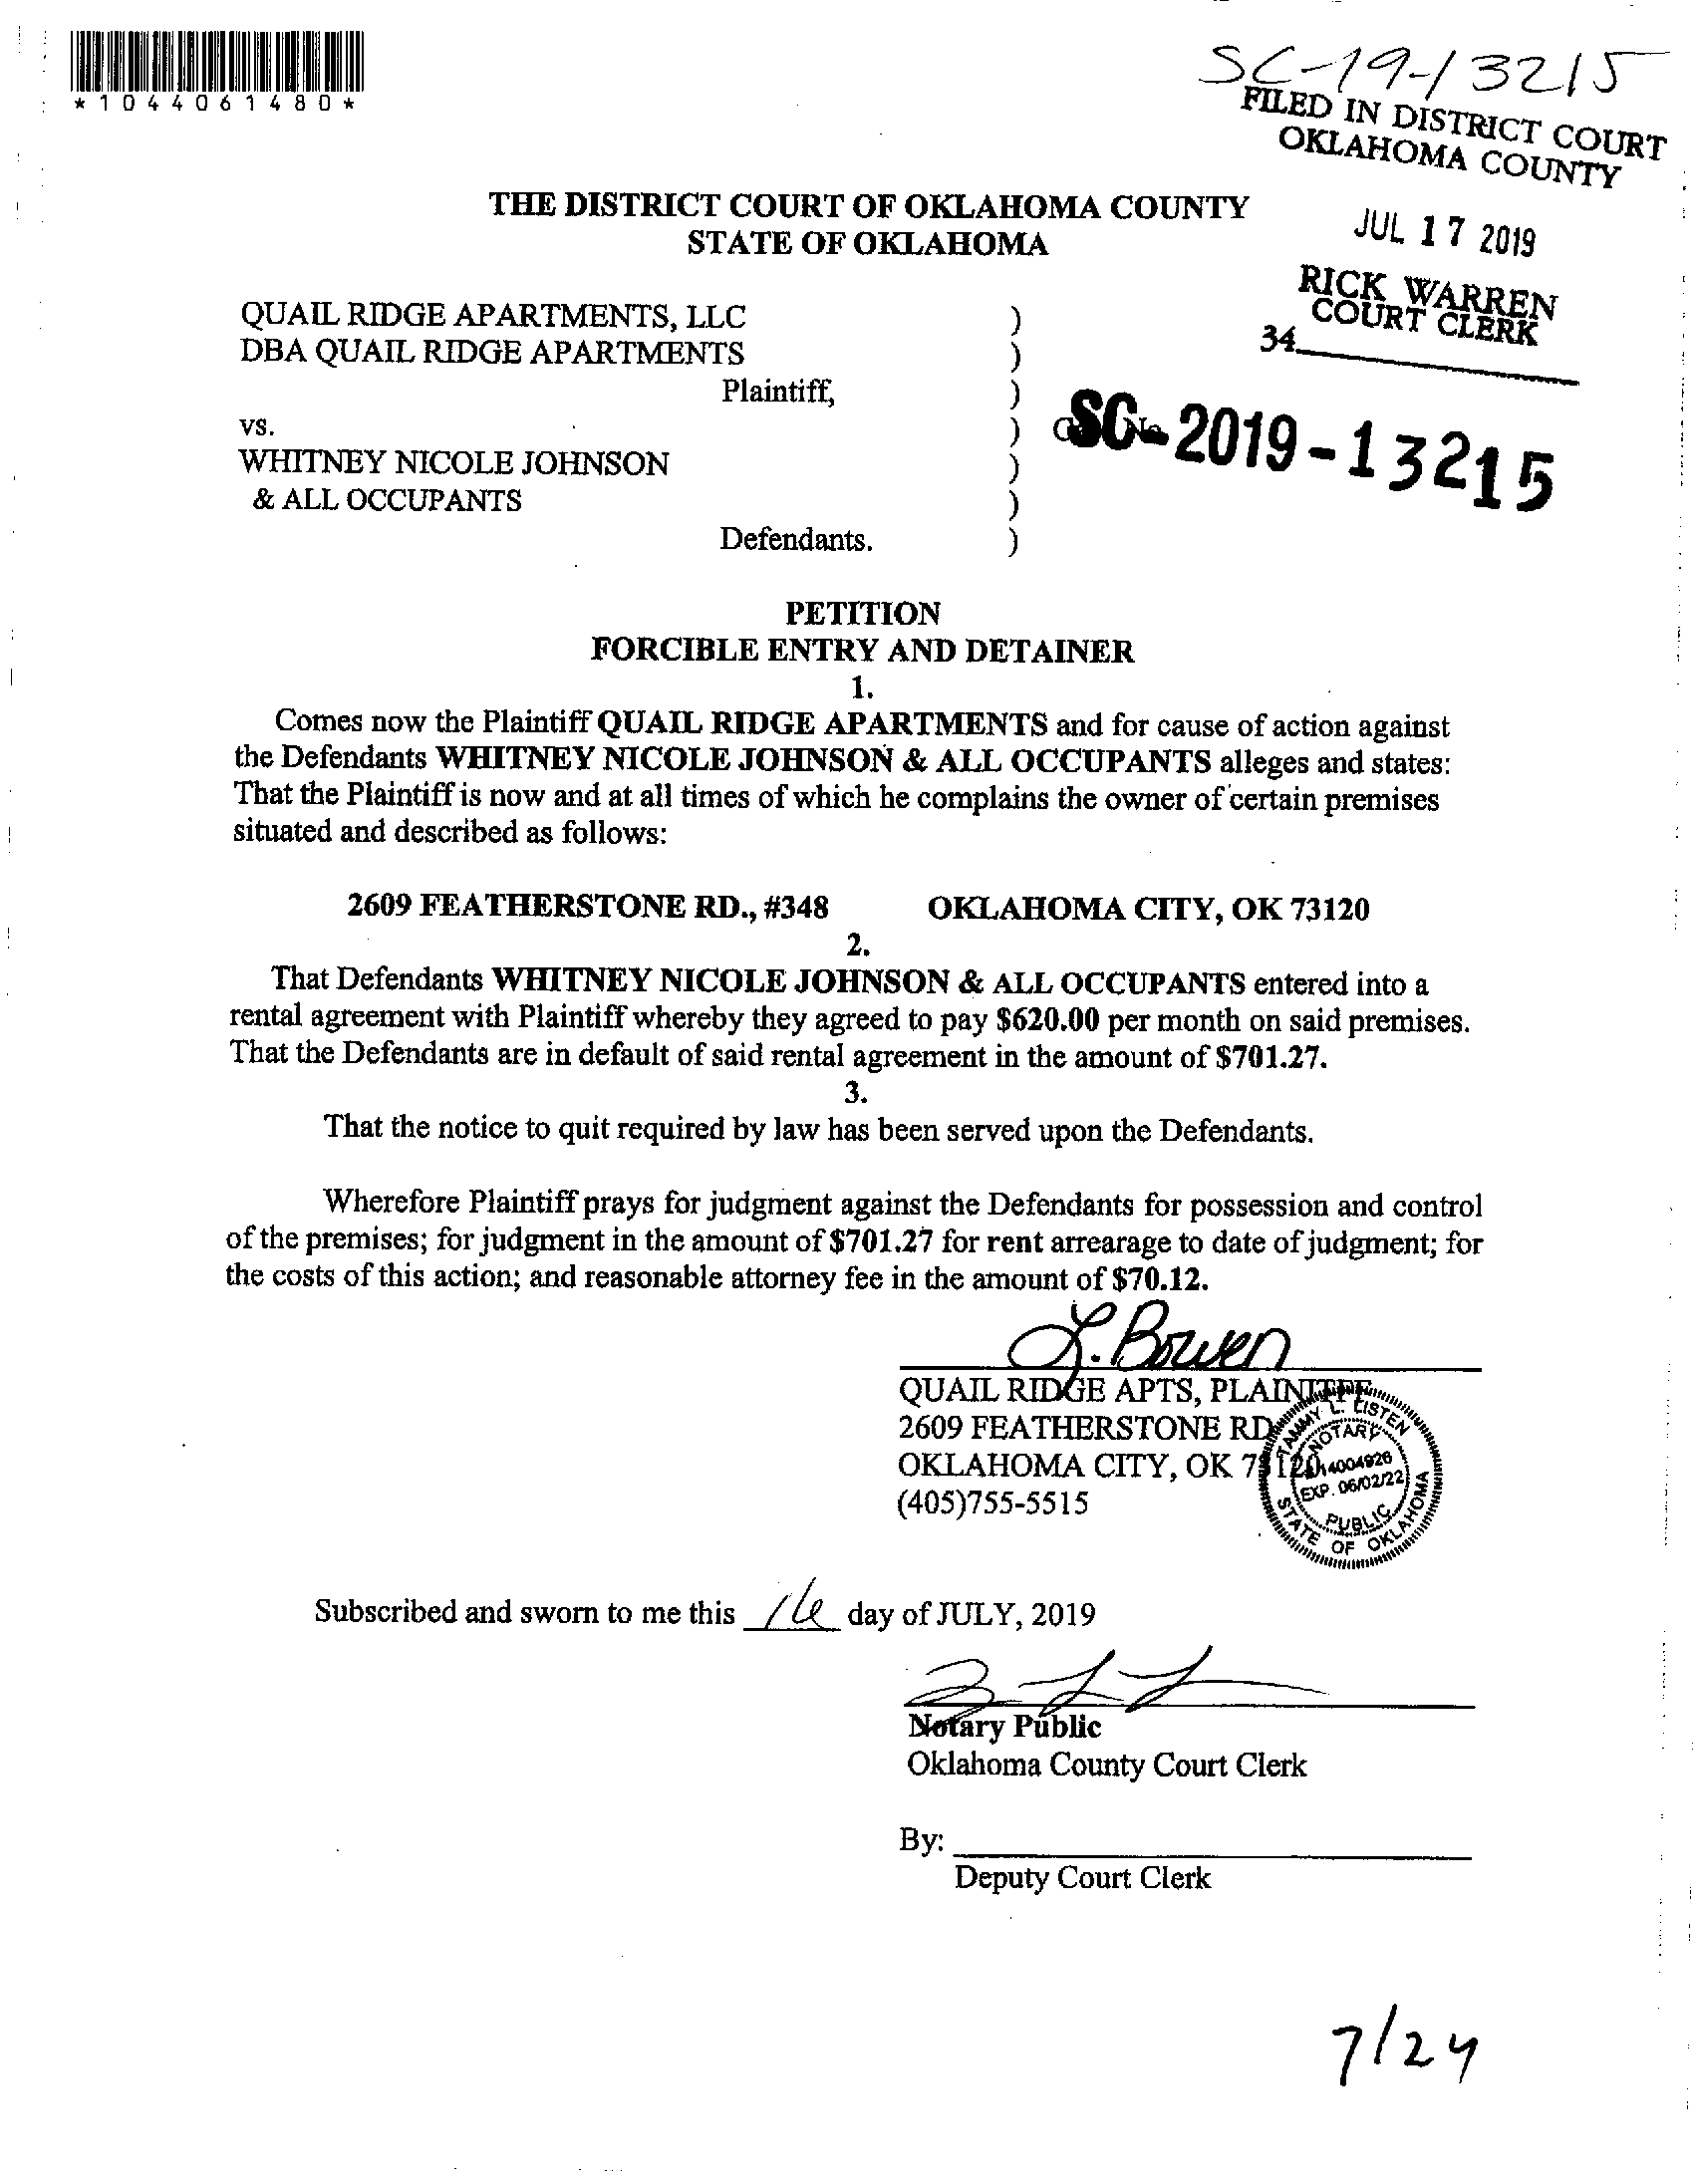 *1044061480*
SC-19-13215
FILED IN DISTRICT COURT
OKLAHOMA COUNTY
JUL 17 2019
RICK WARREN
COURT CLERK
34
THE DISTRICT COURT OF OKLAHOMA COUNTY
STATE OF OKLAHOMA
QUAIL RIDGE APARTMENTS, LLC )
DBA QUAIL RIDGE APARTMENTS )
Plaintiff, )
vs. )
SC-2019-13215
WHITNEY NICOLE JOHNSON )
& ALL OCCUPANTS )
Defendants. )
PETITION
FORCIBLE ENTRY AND DETAINER
1.
Comes now the Plaintiff QUAIL RIDGE APARTMENTS and for cause of action against
the Defendants WHITNEY NICOLE JOHNSON & ALL OCCUPANTS alleges and states:
That the Plaintiff is now and at all times of which he complains the owner of certain premises
situated and described as follows:
2609 FEATHERSTONE RD., #348 OKLAHOMA CITY, OK 73120
2.
That Defendants WHITNEY NICOLE JOHNSON & ALL OCCUPANTS entered into a
rental agreement with Plaintiff whereby they agreed to pay $620.00 per month on said premises.
That the Defendants are in default of said rental agreement in the amount of $701.27.
3.
That the notice to quit required by law has been served upon the Defendants.
Wherefore Plaintiff prays for judgment against the Defendants for possession and control
of the premises; for judgment in the amount of $701.27 for rent arrearage to date of judgment; for
the costs of this action; and reasonable attorney fee in the amount of $70.12.
L. Bowen
QUAIL RIDGE APTS, PLAINTIFF
2609 FEATHERSTONE RD
OKLAHOMA CITY, OK 73120
(405)755-5515
TAMMY L. LISTEN
NOTARY
14004926
EXP. 06/02/22
PUBLIC
STATE OF OKLAHOMA
Subscribed and sworn to me this 16 day of JULY, 2019
Notary Public
Oklahoma County Court Clerk
By:
Deputy Court Clerk
7/24